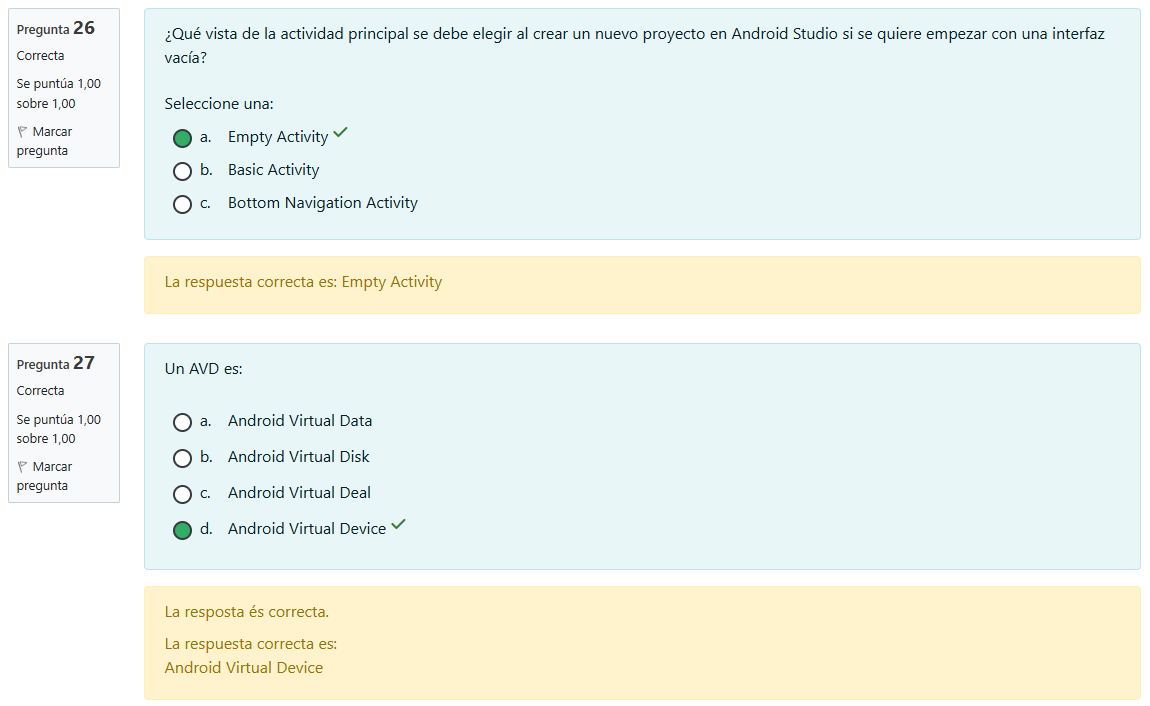 Pregunta 26
Correcta
Se puntúa 1,00
sobre 1,00
Marcar
pregunta
¿Qué vista de la actividad principal se debe elegir al crear un nuevo proyecto en Android Studio si se quiere empezar con una interfaz
vacía?
Seleccione una:
a. Empty Activity
b. Basic Activity
c. Bottom Navigation Activity
La respuesta correcta es: Empty Activity
Pregunta 27
Correcta
Se puntúa 1,00
sobre 1,00
Marcar
pregunta
Un AVD es:
a. Android Virtual Data
b. Android Virtual Disk
c. Android Virtual Deal
d. Android Virtual Device
La resposta és correcta.
La respuesta correcta es:
Android Virtual Device